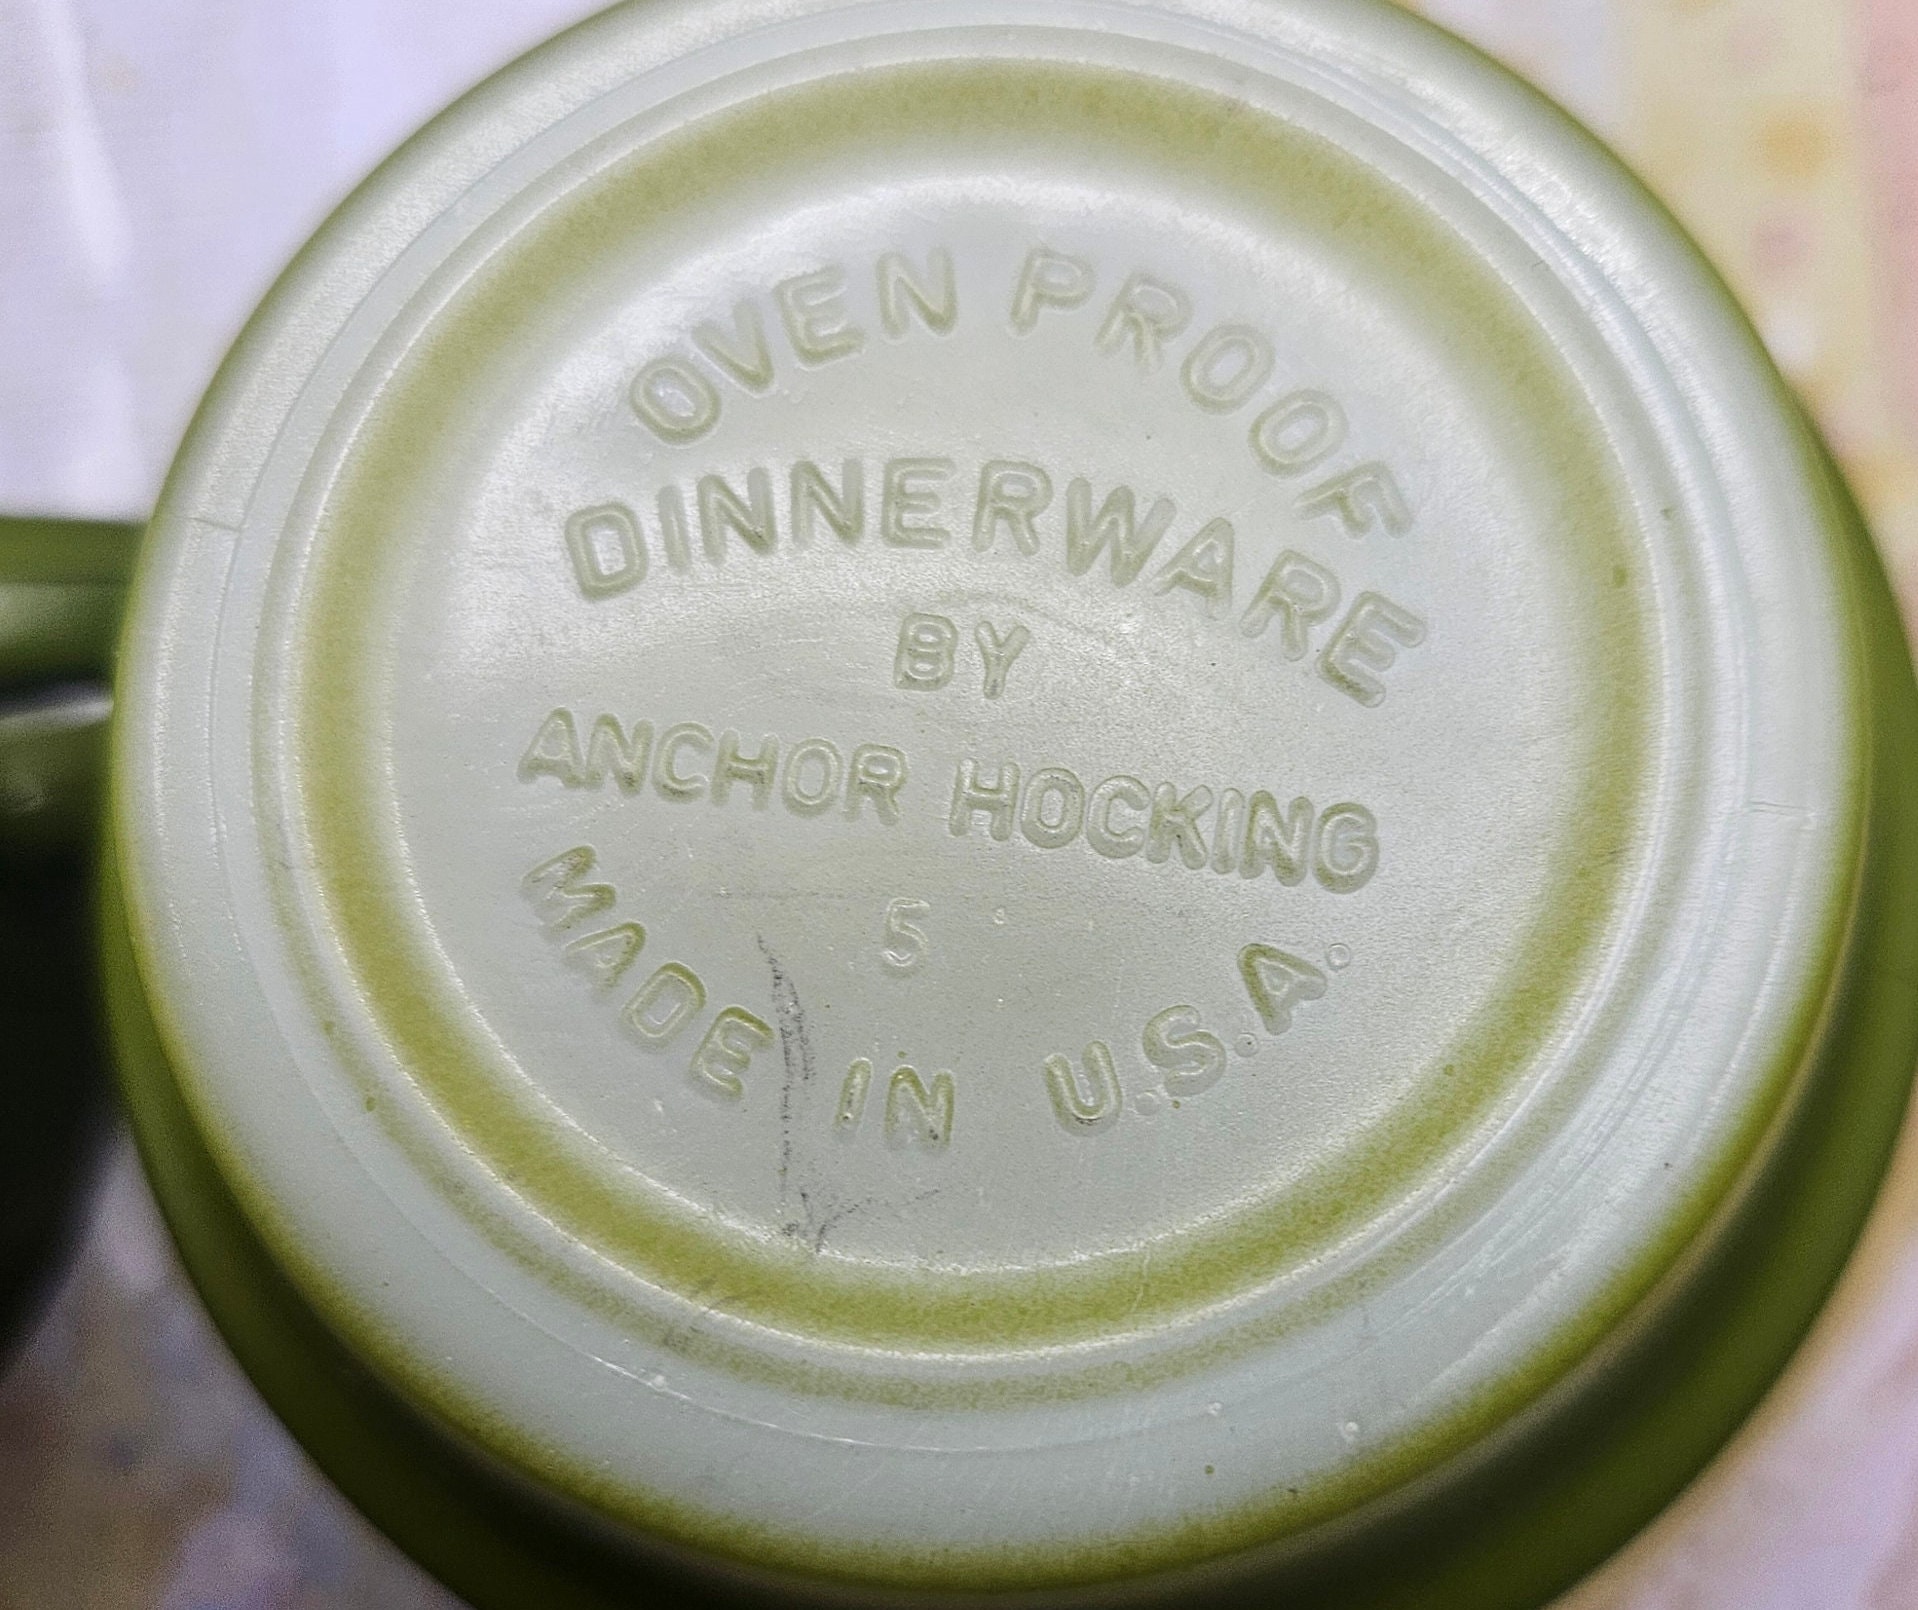 OVEN PROOF
DINNERWARE
BY
ANCHOR HOCKING
5
MADE IN U.S.A.